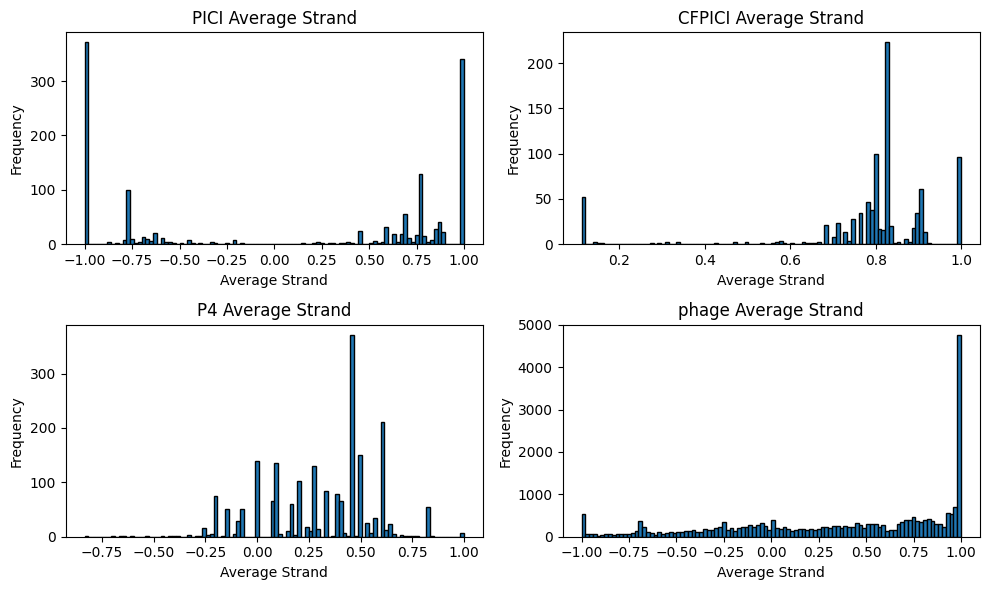 PICI Average Strand
Frequency
300
200
100
0
−1.00 −0.75 −0.50 −0.25 0.00 0.25 0.50 0.75 1.00
Average Strand
CFPICI Average Strand
Frequency
200
150
100
50
0
0.2 0.4 0.6 0.8 1.0
Average Strand
P4 Average Strand
Frequency
300
200
100
0
−0.75 −0.50 −0.25 0.00 0.25 0.50 0.75 1.00
Average Strand
phage Average Strand
Frequency
5000
4000
3000
2000
1000
0
−1.00 −0.75 −0.50 −0.25 0.00 0.25 0.50 0.75 1.00
Average Strand